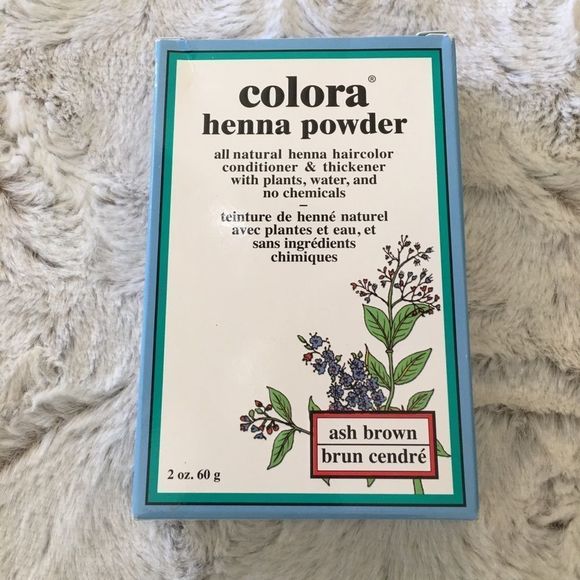 colora®
henna powder
all natural henna haircolor
conditioner & thickener
with plants, water, and
no chemicals
–
teinture de henné naturel
avec plantes et eau, et
sans ingrédients
chimiques
ash brown
brun cendré
2 oz. 60 g